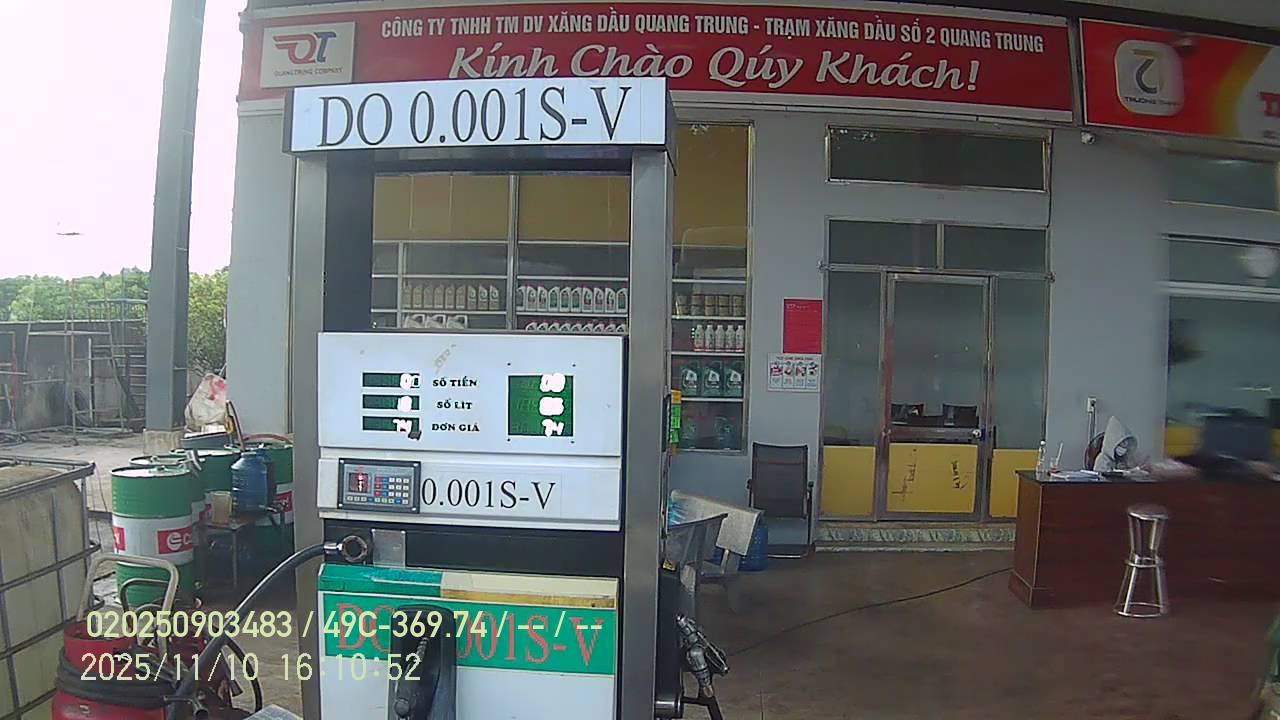 CÔNG TY TNHH TM DV XĂNG DẦU QUANG TRUNG - TRẠM XĂNG DẦU SỐ 2 QUANG TRUNG
QT
QUANGTRUNG COMPANY
Kính Chào Quý Khách!
DO 0.001S-V
SỐ TIỀN
SỐ LÍT
ĐƠN GIÁ
0.001S-V
DO 0.001S-V
020250903483 / 49C-369.74 / -- / --
2025/11/10 16:10:52